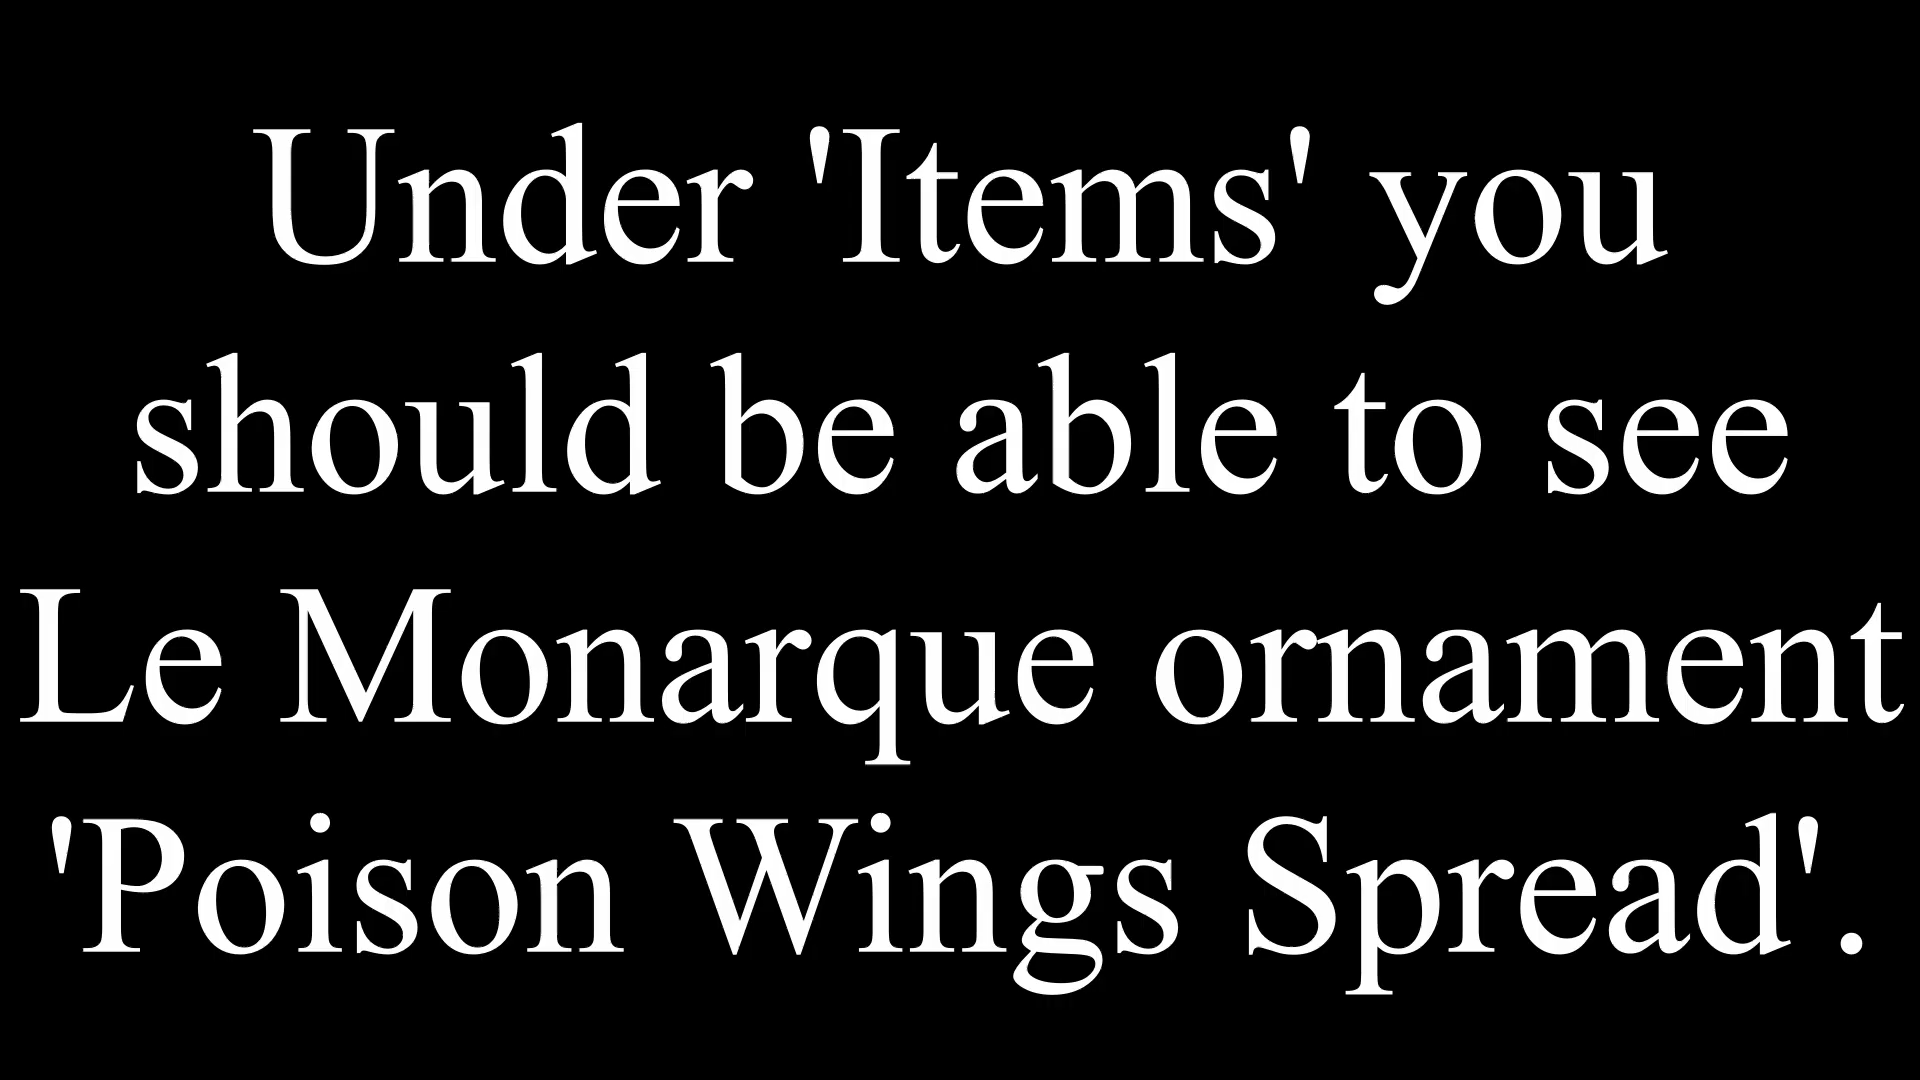 Under 'Items' you
should be able to see
Le Monarque ornament
'Poison Wings Spread'.